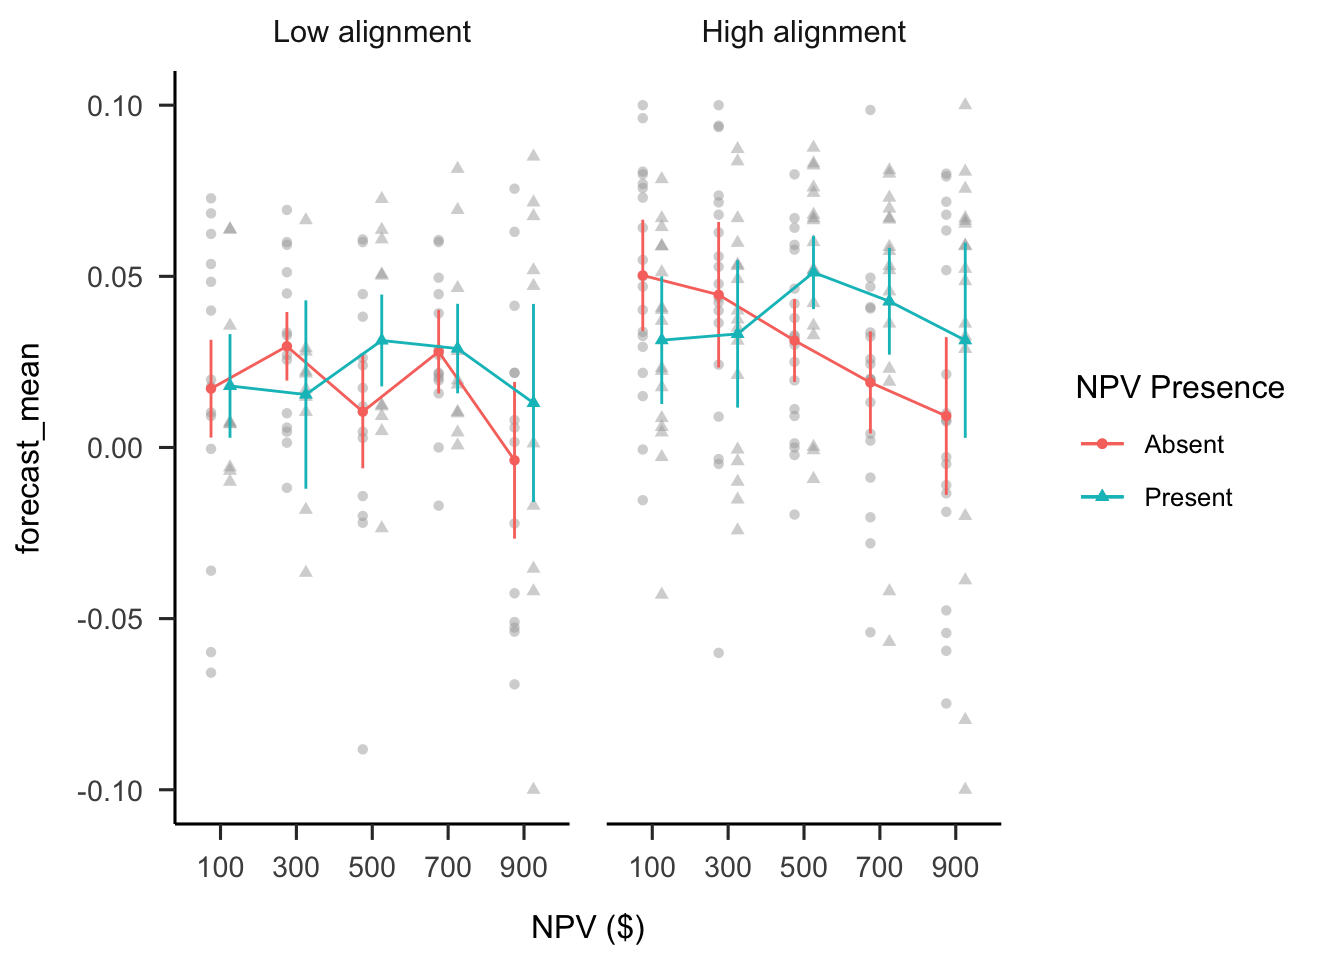 Low alignment
High alignment
0.10
0.05
0.00
-0.05
-0.10
forecast_mean
100 300 500 700 900
100 300 500 700 900
NPV ($)
NPV Presence
Absent
Present